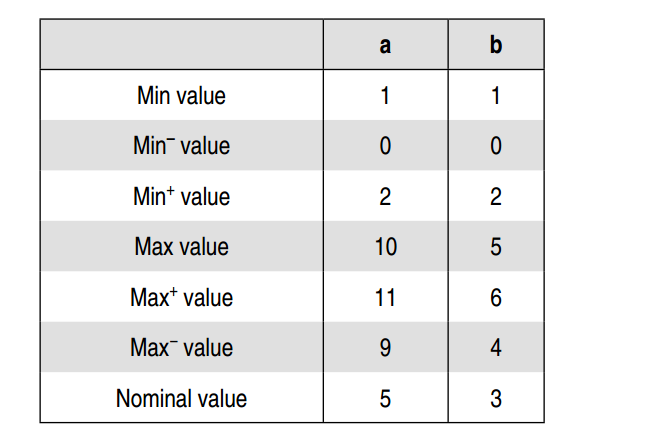 a b
Min value 1 1
Min⁻ value 0 0
Min⁺ value 2 2
Max value 10 5
Max⁺ value 11 6
Max⁻ value 9 4
Nominal value 5 3